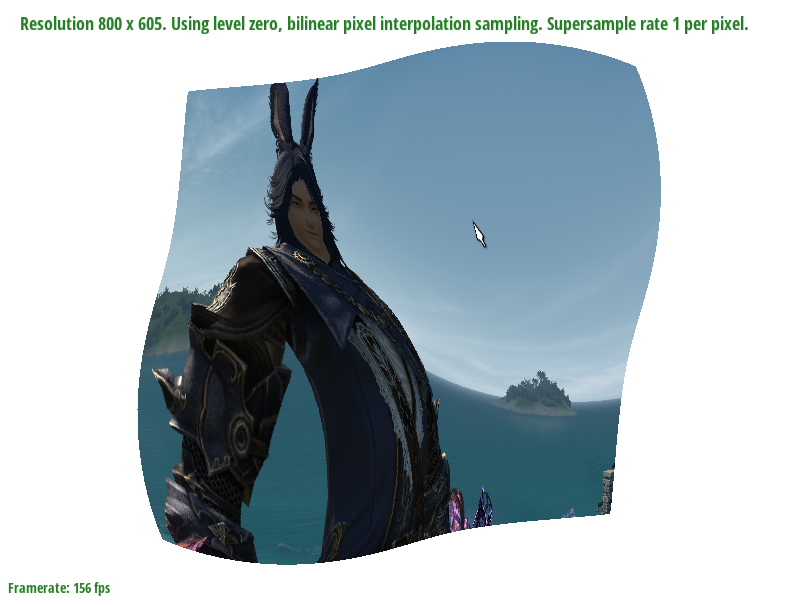 Resolution 800 x 605. Using level zero, bilinear pixel interpolation sampling. Supersample rate 1 per pixel.
Framerate: 156 fps